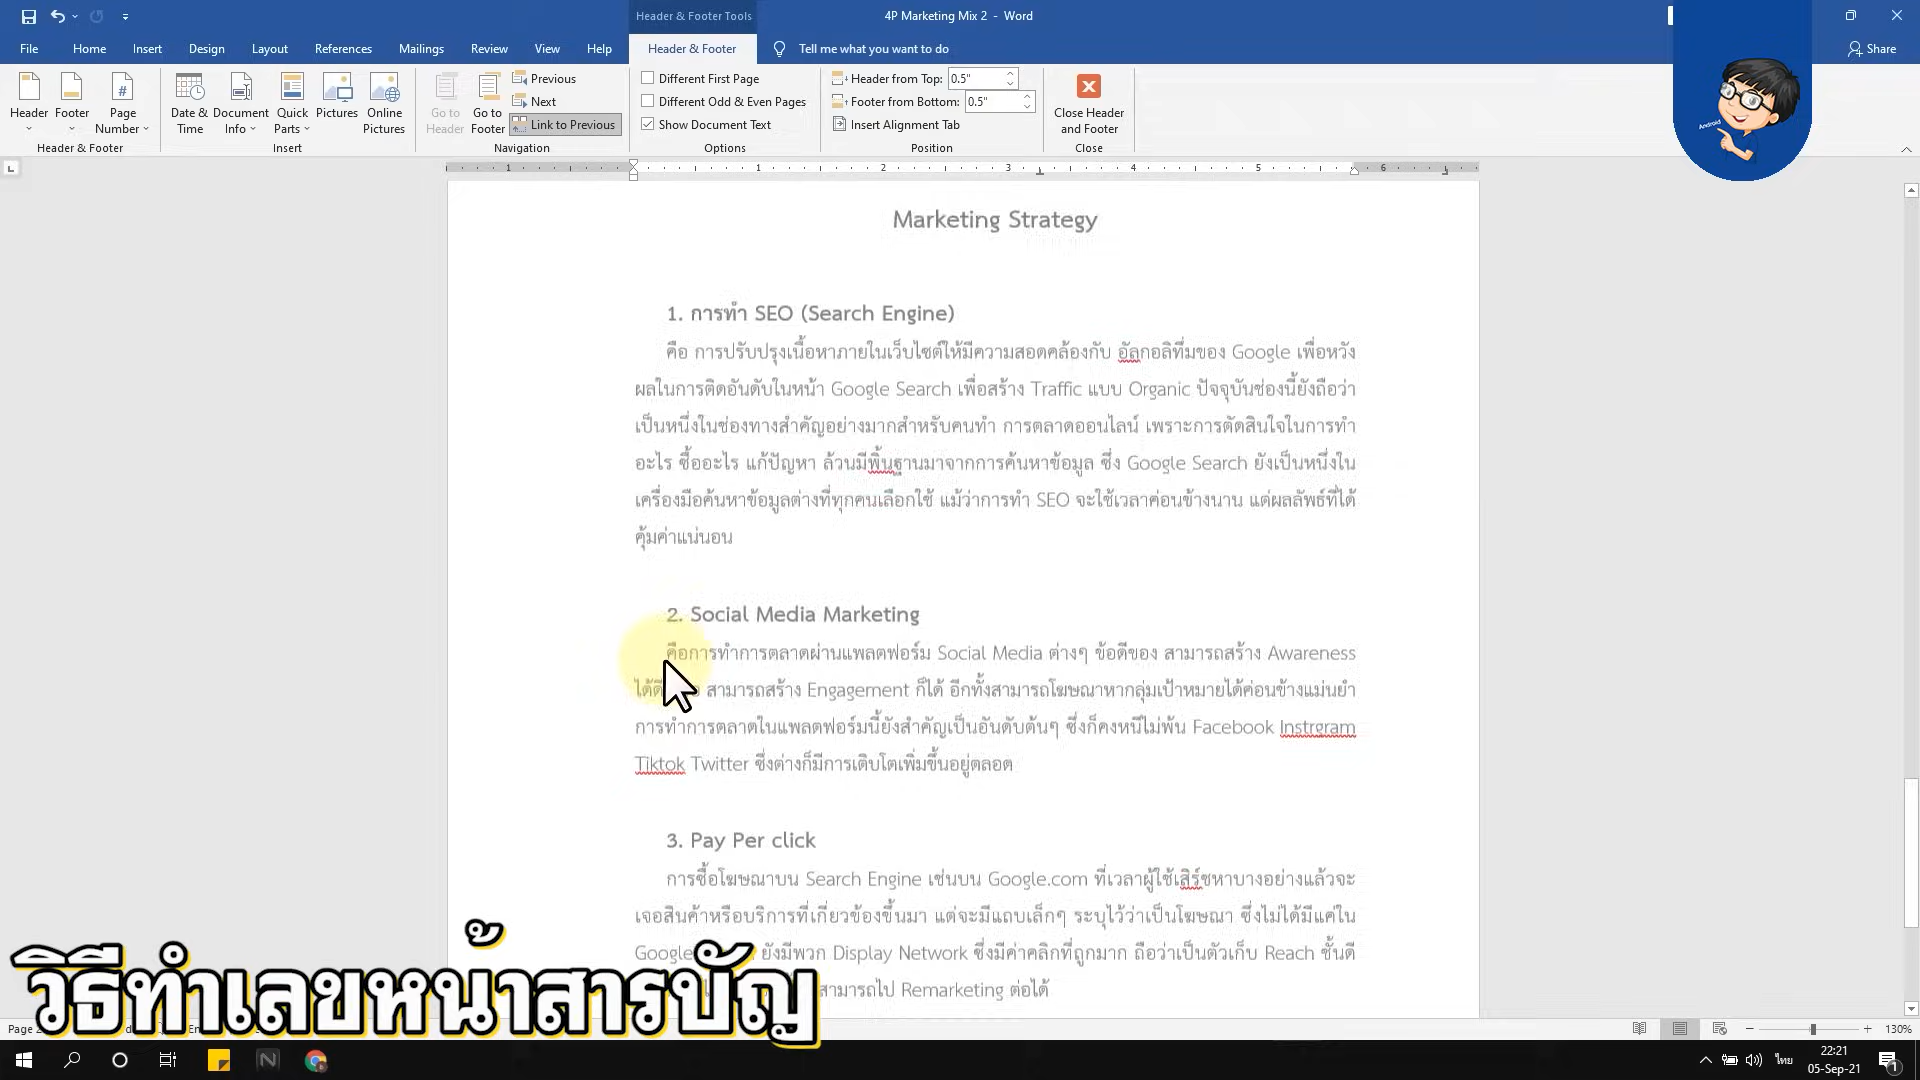 Header & Footer Tools
4P Marketing Mix 2 - Word
File Home Insert Design Layout References Mailings Review View Help Header & Footer Tell me what you want to do Share
Header
Footer
Page Number
Header & Footer
Date & Time
Document Info
Quick Parts
Pictures
Online Pictures
Insert
Go to Header
Go to Footer
Previous
Next
Link to Previous
Navigation
Different First Page
Different Odd & Even Pages
Show Document Text
Options
Header from Top: 0.5"
Footer from Bottom: 0.5"
Insert Alignment Tab
Position
Close Header and Footer
Close
Android
1 1 2 3 4 5 6
Marketing Strategy
1. การทำ SEO (Search Engine)
คือ การปรับปรุงเนื้อหาภายในเว็บไซต์ให้มีความสอดคล้องกับ อัลกอลิทึ่มของ Google เพื่อหวัง
ผลในการติดอันดับในหน้า Google Search เพื่อสร้าง Traffic แบบ Organic ปัจจุบันช่องนี้ยังถือว่า
เป็นหนึ่งในช่องทางสำคัญอย่างมากสำหรับคนทำ การตลาดออนไลน์ เพราะการตัดสินใจในการทำ
อะไร ซื้ออะไร แก้ปัญหา ล้วนมีพิ้นฐานมาจากการค้นหาข้อมูล ซึ่ง Google Search ยังเป็นหนึ่งใน
เครื่องมือค้นหาข้อมูลต่างที่ทุกคนเลือกใช้ แม้ว่าการทำ SEO จะใช้เวลาค่อนข้างนาน แต่ผลลัพธ์ที่ได้
คุ้มค่าแน่นอน
2. Social Media Marketing
คือการทำการตลาดผ่านแพลตฟอร์ม Social Media ต่างๆ ข้อดีของ สามารถสร้าง Awareness
ได้ดี สามารถสร้าง Engagement ก็ได้ อีกทั้งสามารถโฆษณาหากลุ่มเป้าหมายได้ค่อนข้างแม่นยำ
การทำการตลาดในแพลตฟอร์มนี้ยังสำคัญเป็นอันดับต้นๆ ซึ่งก็คงหนีไม่พ้น Facebook Instrgram
Tiktok Twitter ซึ่งต่างก็มีการเติบโตเพิ่มขึ้นอยู่ตลอด
3. Pay Per click
การซื้อโฆษณาบน Search Engine เช่นบน Google.com ที่เวลาผู้ใช้เสิร์ชหาบางอย่างแล้วจะ
เจอสินค้าหรือบริการที่เกี่ยวข้องขึ้นมา แต่จะมีแถบเล็กๆ ระบุไว้ว่าเป็นโฆษณา ซึ่งไม่ได้มีแค่ใน
Google ยังมีพวก Display Network ซึ่งมีค่าคลิกที่ถูกมาก ถือว่าเป็นตัวเก็บ Reach ชั้นดี
สามารถไป Remarketing ต่อได้
วิธีทำเลขหน้าสารบัญ
Page
130%
ไทย
22:21
05-Sep-21
1